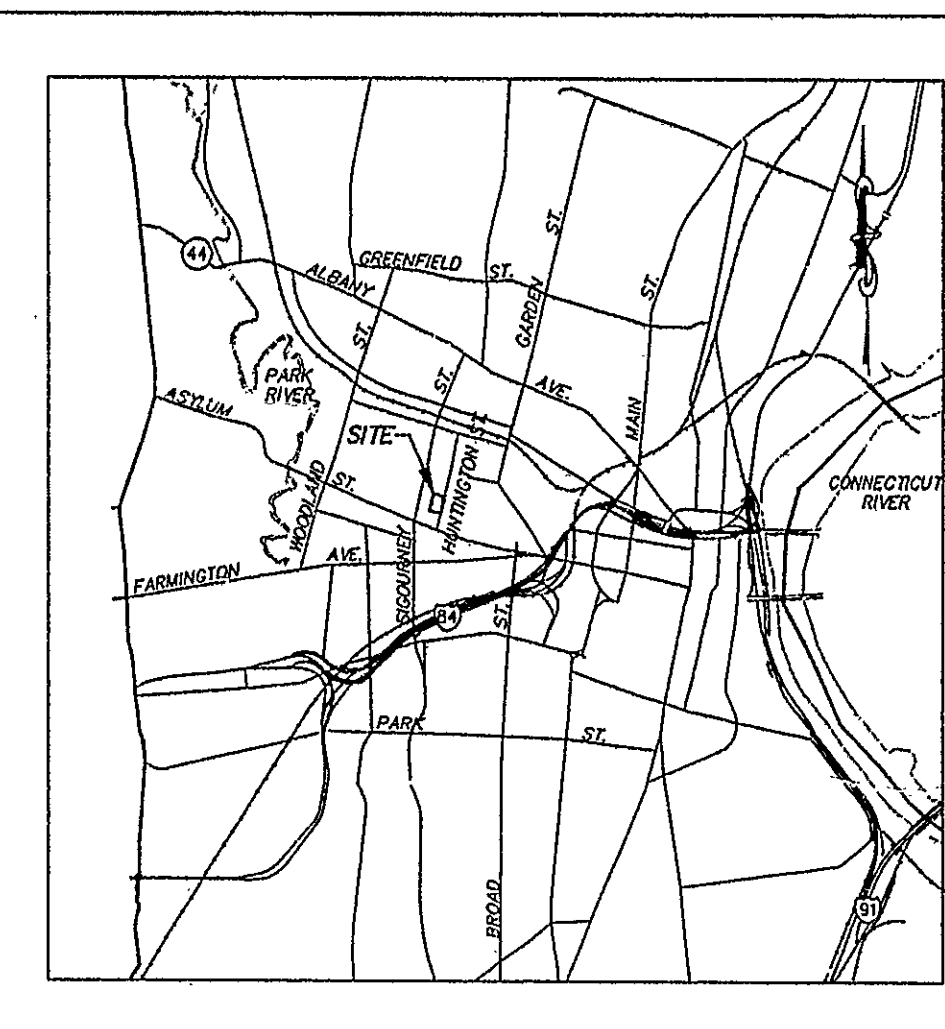 44
GREENFIELD ST.
ALBANY AVE.
GARDEN ST.
MAIN ST.
PARK
RIVER
ASYLUM ST.
SITE
HUNTINGTON ST.
CONNECTICUT
RIVER
WOODLAND ST.
SIGOURNEY ST.
FARMINGTON AVE.
84
BROAD ST.
PARK ST.
91